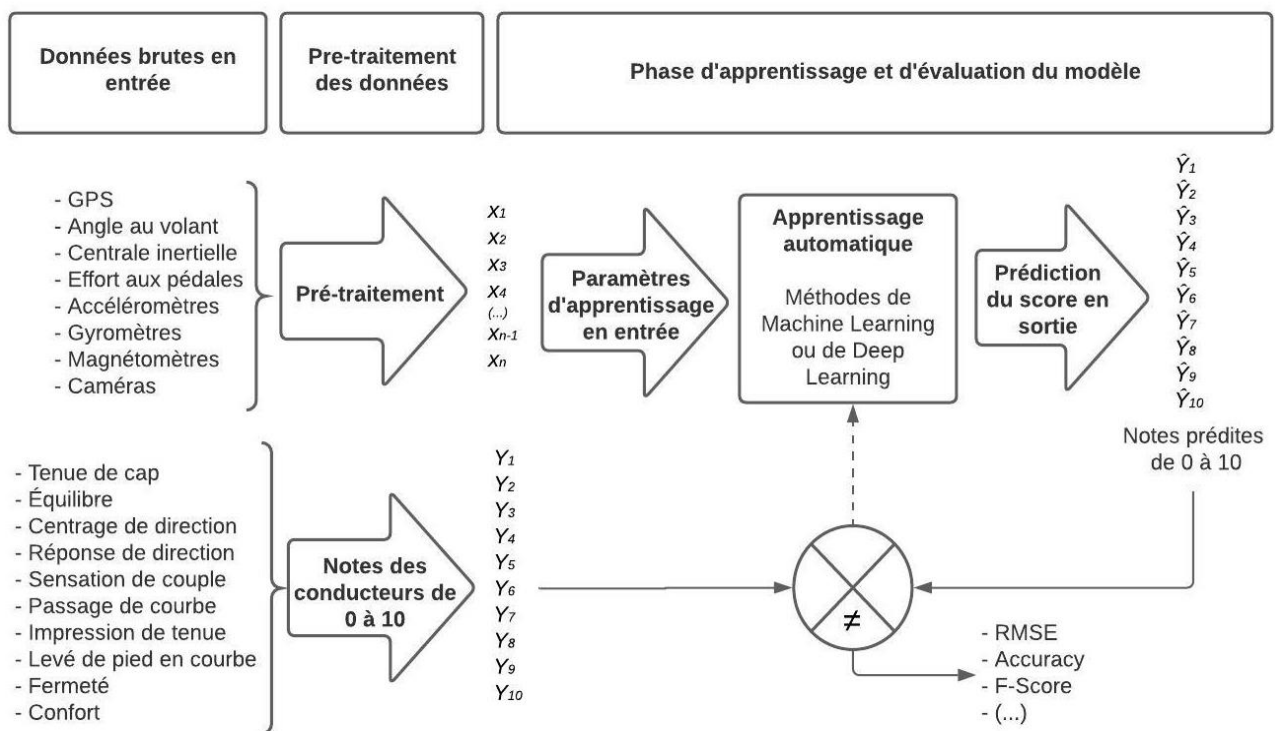 Données brutes en
entrée
Pre-traitement
des données
Phase d'apprentissage et d'évaluation du modèle
- GPS
- Angle au volant
- Centrale inertielle
- Effort aux pédales
- Accéléromètres
- Gyromètres
- Magnétomètres
- Caméras
Pré-traitement
x1
x2
x3
x4
(...)
xn-1
xn
Paramètres
d'apprentissage
en entrée
Apprentissage
automatique
Méthodes de
Machine Learning
ou de Deep
Learning
Prédiction
du score en
sortie
Ŷ1
Ŷ2
Ŷ3
Ŷ4
Ŷ5
Ŷ6
Ŷ7
Ŷ8
Ŷ9
Ŷ10
Notes prédites
de 0 à 10
- Tenue de cap
- Équilibre
- Centrage de direction
- Réponse de direction
- Sensation de couple
- Passage de courbe
- Impression de tenue
- Levé de pied en courbe
- Fermeté
- Confort
Notes des
conducteurs de
0 à 10
Y1
Y2
Y3
Y4
Y5
Y6
Y7
Y8
Y9
Y10
≠
- RMSE
- Accuracy
- F-Score
- (...)